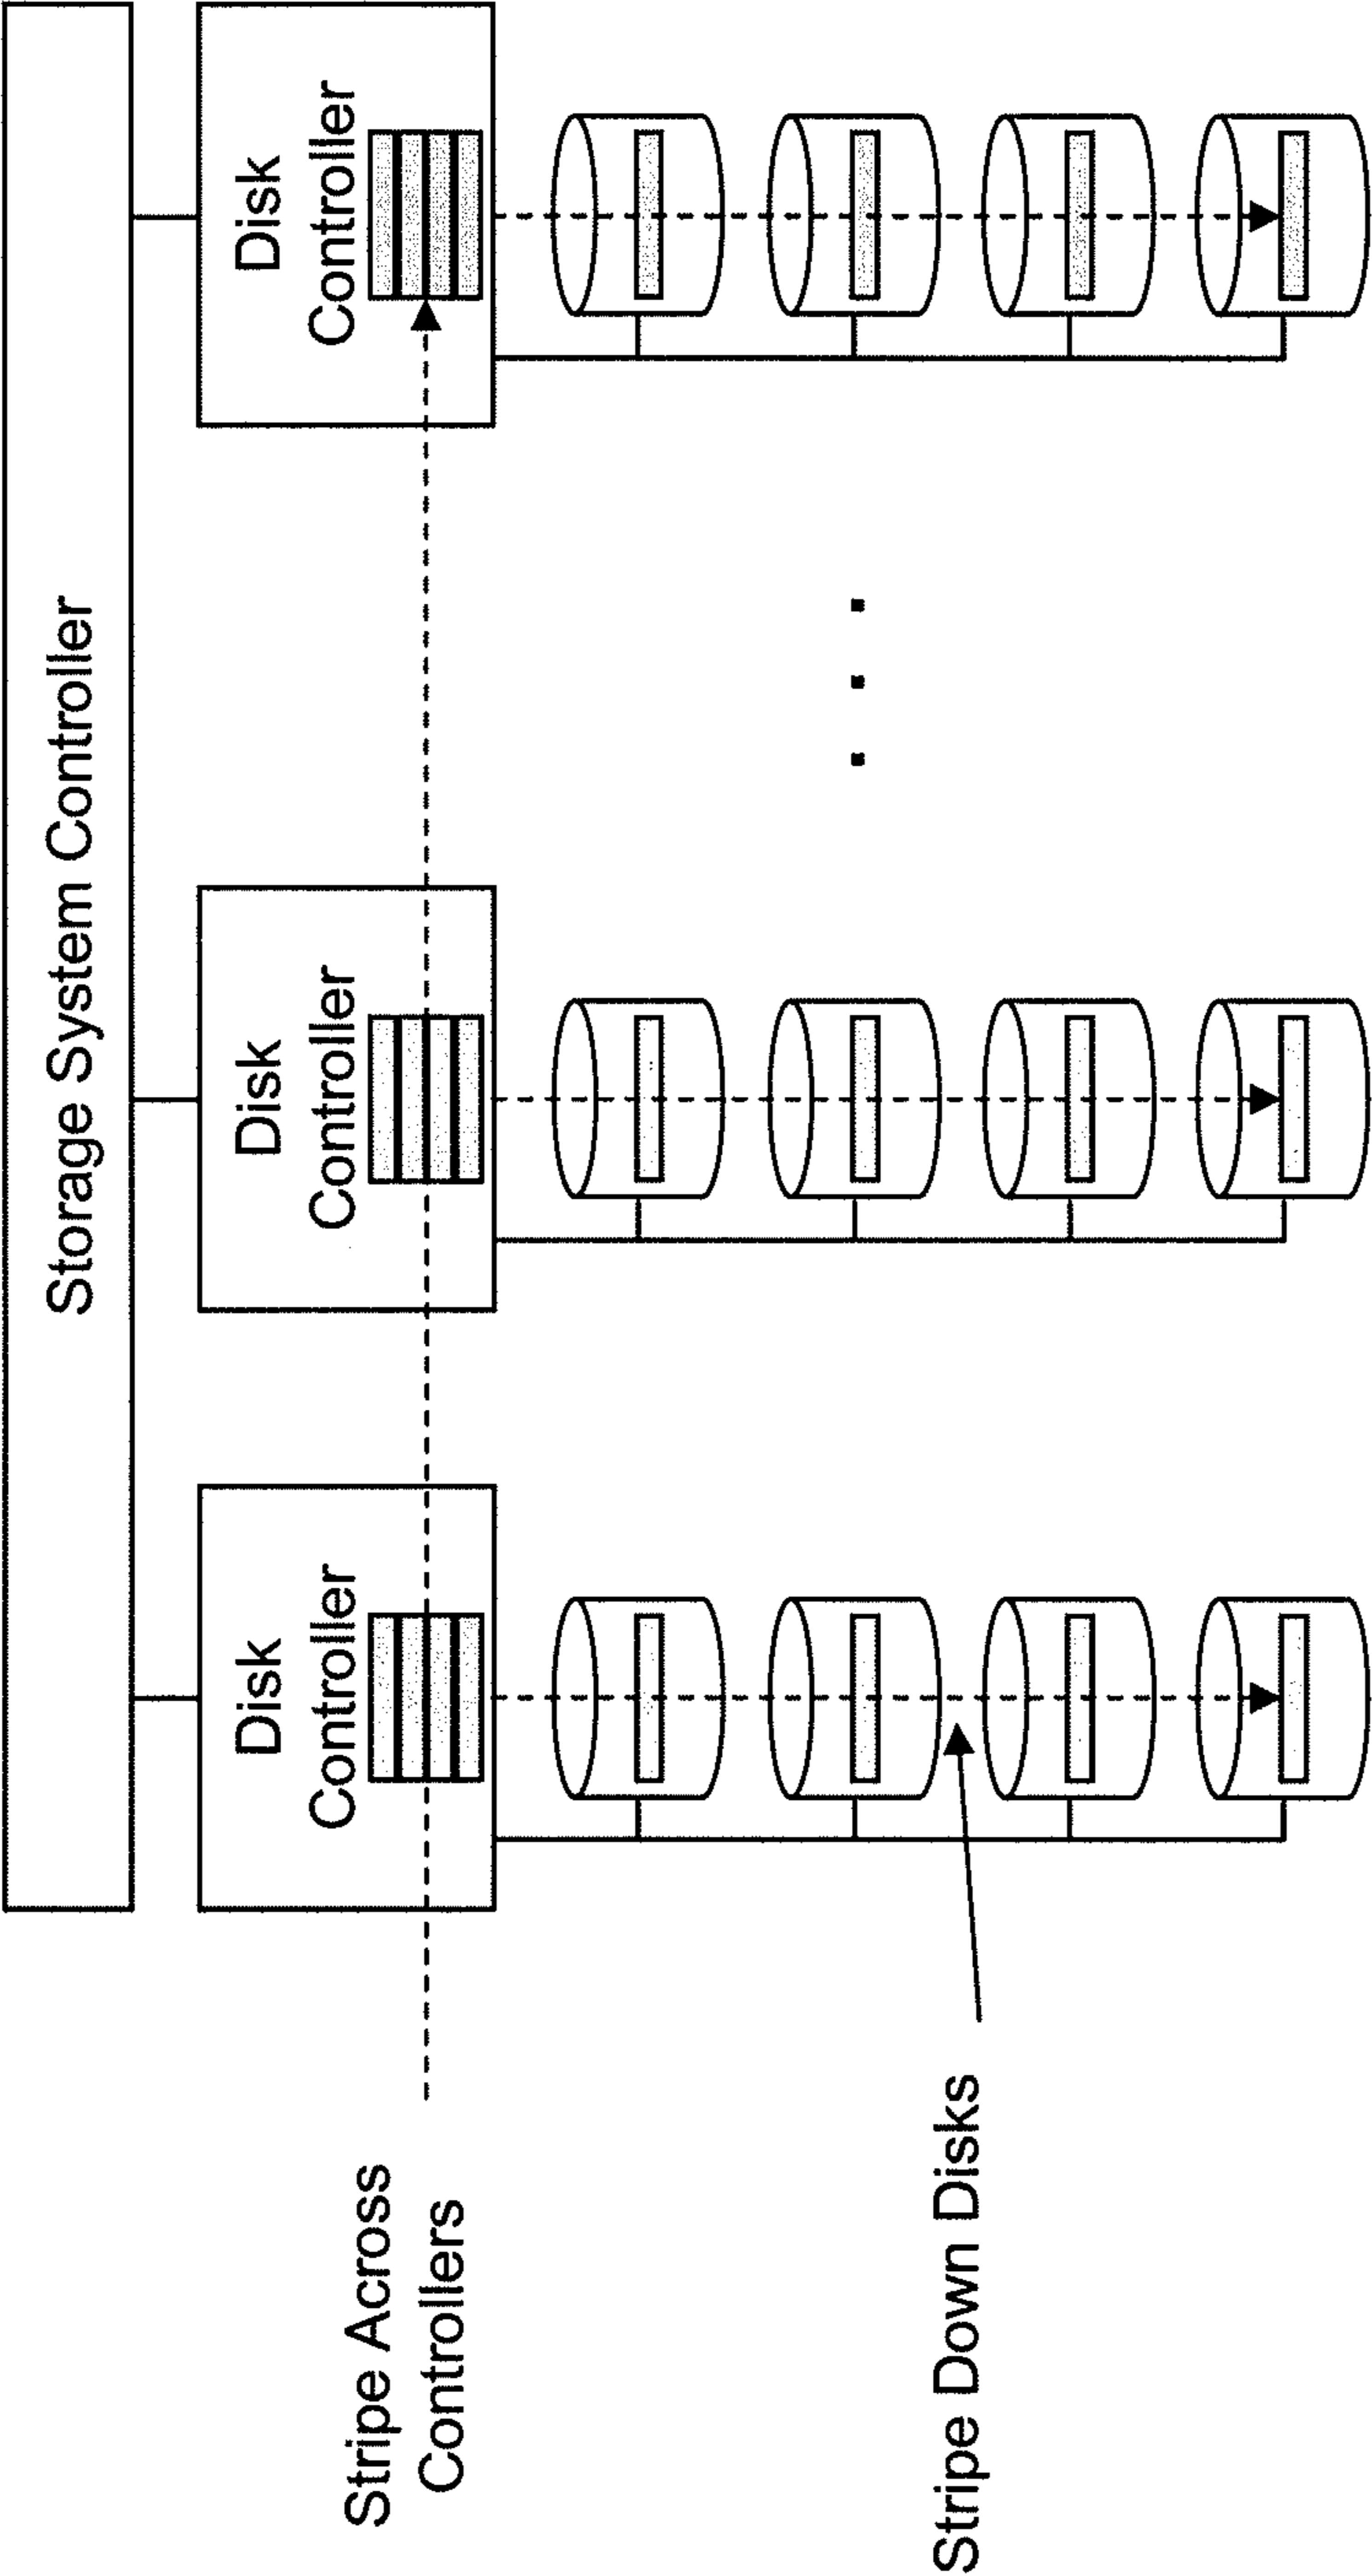 Storage System Controller
Disk
Controller
Disk
Controller
Disk
Controller
Stripe Across
Controllers
Stripe Down Disks